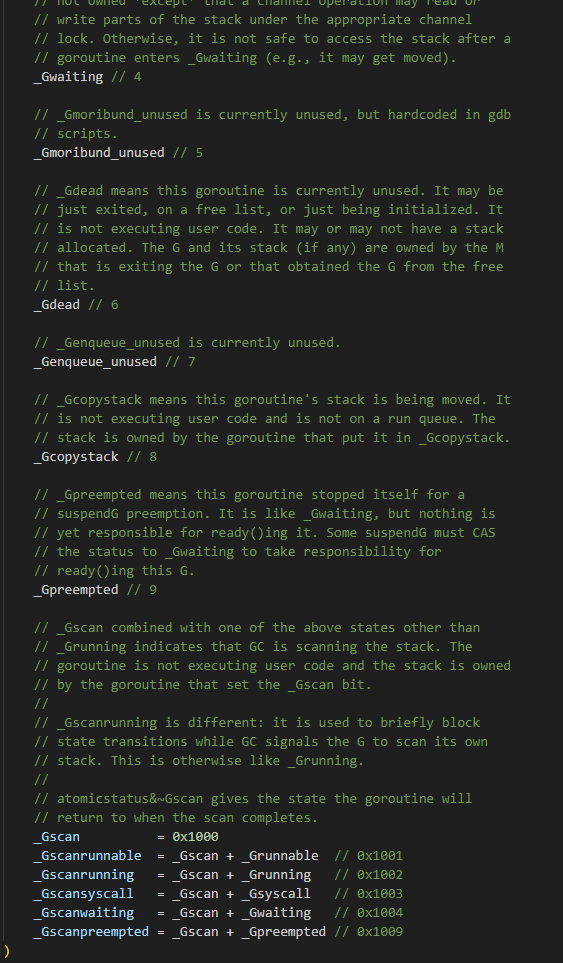 // not owned *except* that a channel operation may read or
// write parts of the stack under the appropriate channel
// lock. Otherwise, it is not safe to access the stack after a
// goroutine enters _Gwaiting (e.g., it may get moved).
_Gwaiting // 4
// _Gmoribund_unused is currently unused, but hardcoded in gdb
// scripts.
_Gmoribund_unused // 5
// _Gdead means this goroutine is currently unused. It may be
// just exited, on a free list, or just being initialized. It
// is not executing user code. It may or may not have a stack
// allocated. The G and its stack (if any) are owned by the M
// that is exiting the G or that obtained the G from the free
// list.
_Gdead // 6
// _Genqueue_unused is currently unused.
_Genqueue_unused // 7
// _Gcopystack means this goroutine's stack is being moved. It
// is not executing user code and is not on a run queue. The
// stack is owned by the goroutine that put it in _Gcopystack.
_Gcopystack // 8
// _Gpreempted means this goroutine stopped itself for a
// suspendG preemption. It is like _Gwaiting, but nothing is
// yet responsible for ready()ing it. Some suspendG must CAS
// the status to _Gwaiting to take responsibility for
// ready()ing this G.
_Gpreempted // 9
// _Gscan combined with one of the above states other than
// _Grunning indicates that GC is scanning the stack. The
// goroutine is not executing user code and the stack is owned
// by the goroutine that set the _Gscan bit.
//
// _Gscanrunning is different: it is used to briefly block
// state transitions while GC signals the G to scan its own
// stack. This is otherwise like _Grunning.
//
// atomicstatus&~Gscan gives the state the goroutine will
// return to when the scan completes.
_Gscan = 0x1000
_Gscanrunnable = _Gscan + _Grunnable // 0x1001
_Gscanrunning = _Gscan + _Grunning // 0x1002
_Gscansyscall = _Gscan + _Gsyscall // 0x1003
_Gscanwaiting = _Gscan + _Gwaiting // 0x1004
_Gscanpreempted = _Gscan + _Gpreempted // 0x1009
)